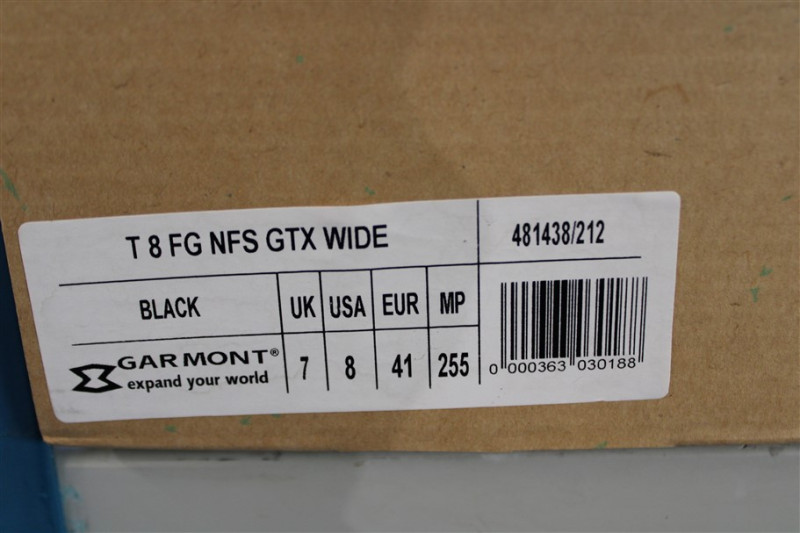 T 8 FG NFS GTX WIDE
481438/212
BLACK
UK USA EUR MP
GARMONT®
expand your world
7 8 41 255
0 000363 030188